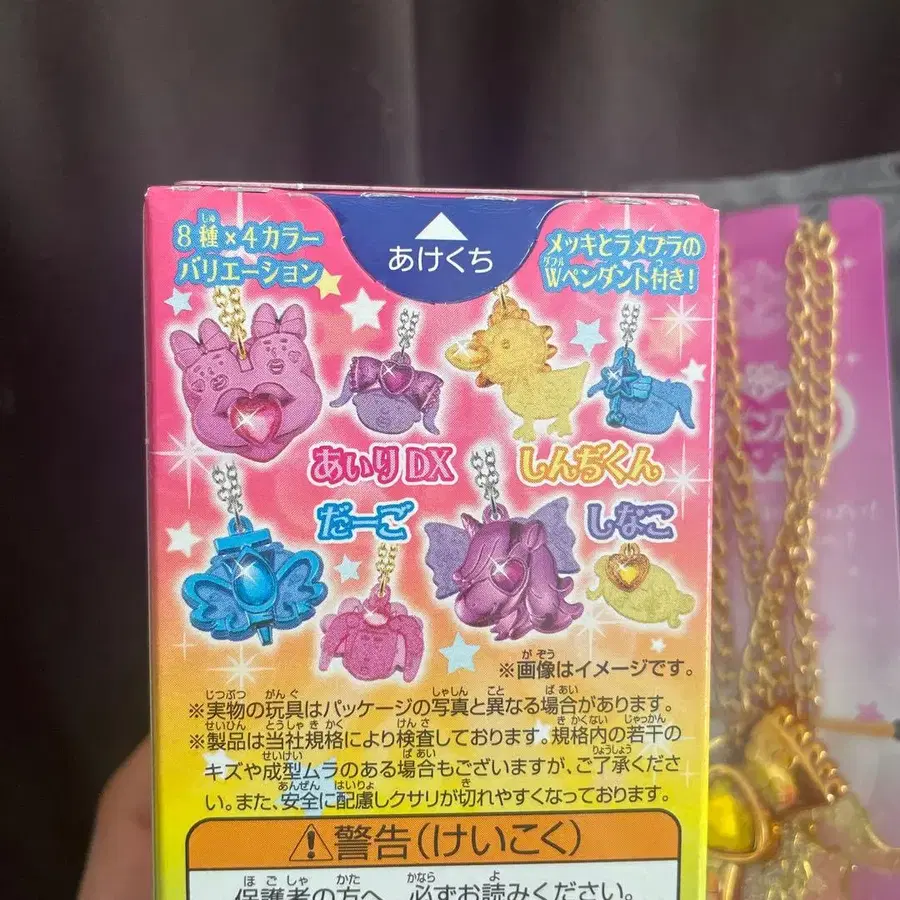 8種×4カラー
バリエーション
あけくち
メッキとラメプラの
Wペンダント付き!
あいりDX
しんぢくん
だーご
しなこ
※画像はイメージです。
※実物の玩具はパッケージの写真と異なる場合があります。
※製品は当社規格により検査しております。規格内の若干の
キズや成型ムラのある場合もございますが、ご了承くださ
い。また、安全に配慮しクサリが切れやすくなっております。
⚠警告(けいこく)
保護者の方へ 必ずお読みください。